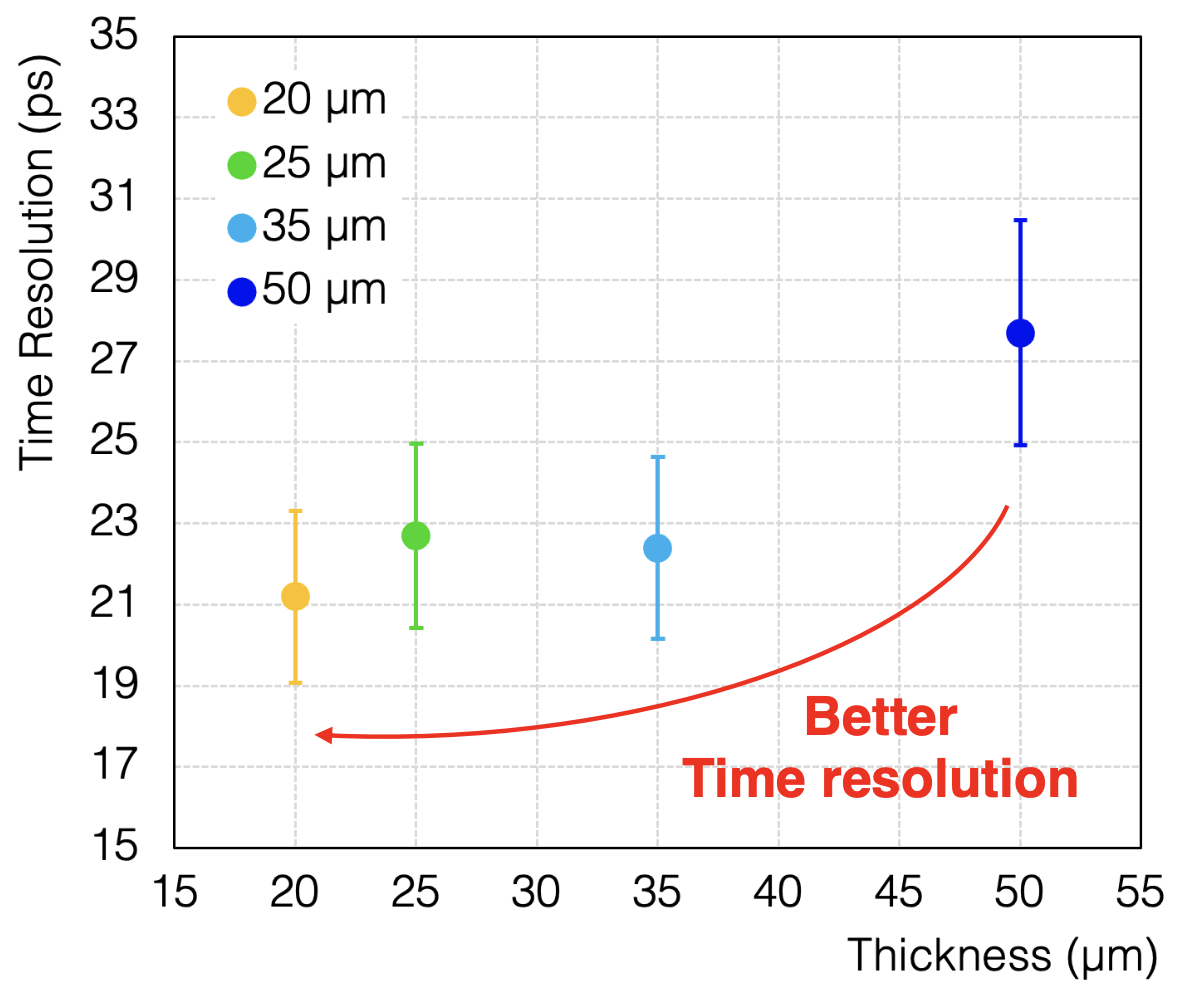 35
33
31
29
27
25
23
21
19
17
15
Time Resolution (ps)
20 µm
25 µm
35 µm
50 µm
Better
Time resolution
15 20 25 30 35 40 45 50 55
Thickness (µm)